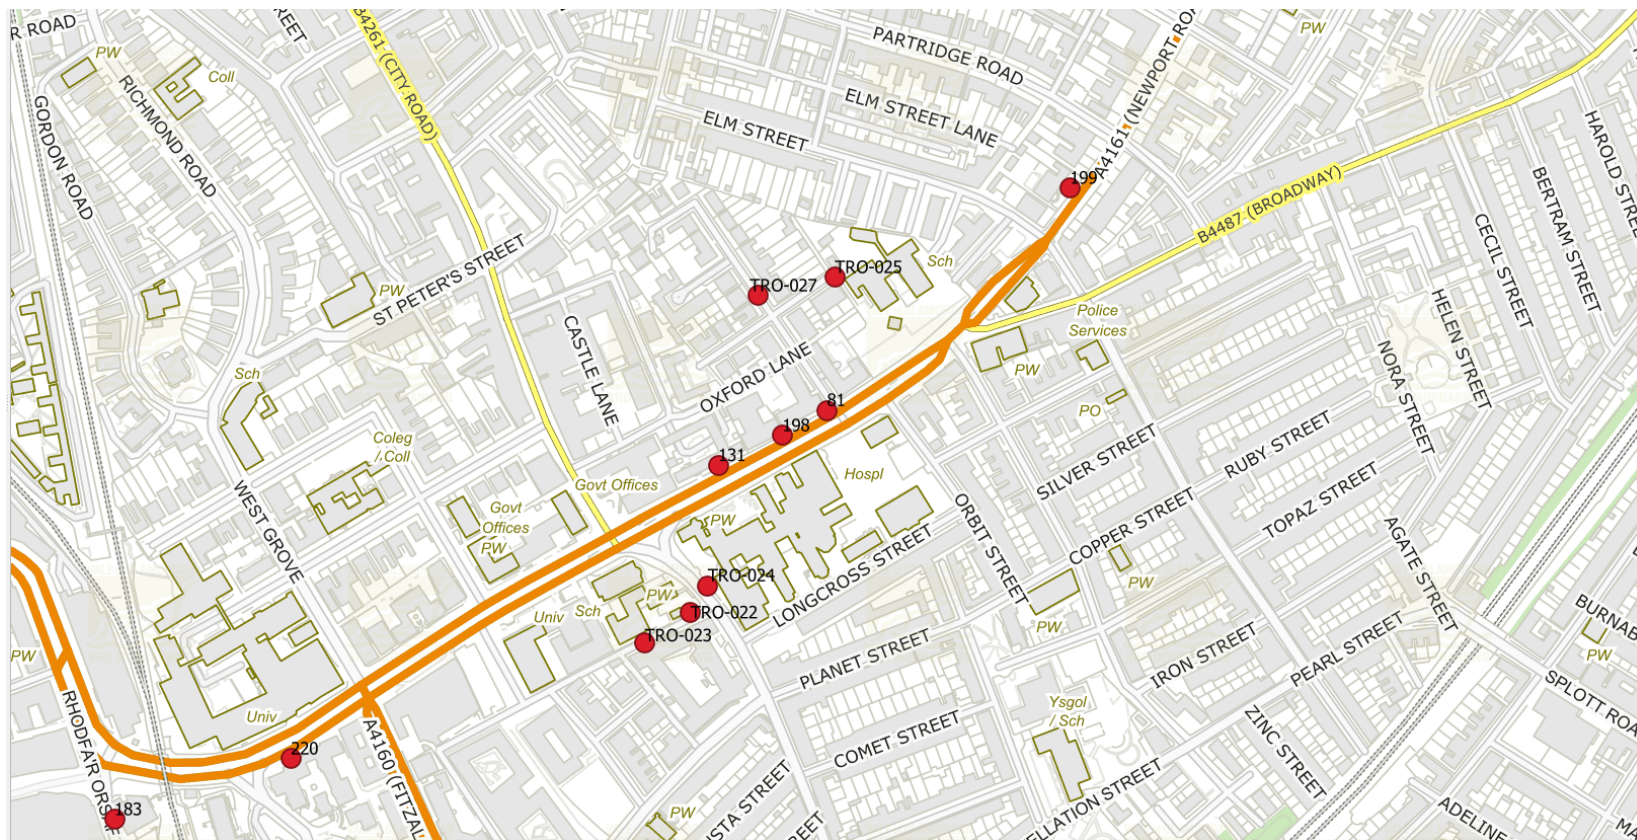 R ROAD
STREET
B4261 (CITY ROAD)
PARTRIDGE ROAD
A4161 (NEWPORT ROA
PW
PW
Coll
RICHMOND ROAD
GORDON ROAD
ELM STREET LANE
ELM STREET
HAROLD STREE
BERTRAM STREET
199
B4487 (BROADWAY)
CECIL STREET
ST PETER'S STREET
PW
TRO-025
TRO-027
Sch
HELEN STREET
Police
Services
CASTLE LANE
OXFORD LANE
PW
NORA STREET
Sch
81
PO
198
131
Coleg
/ Coll
Hospl
Govt Offices
SILVER STREET
RUBY STREET
TOPAZ STREET
WEST GROVE
Govt
Offices
PW
PW
ORBIT STREET
COPPER STREET
AGATE STREET
LONGCROSS STREET
TRO-024
PW
PW
TRO-022
Univ
Sch
TRO-023
PW
BURNAB
PW
PW
PLANET STREET
IRON STREET
PEARL STREET
SPLOTT ROA
RHODFA'R ORSAF
Univ
A4160 (FITZAL
Ysgol
/ Sch
ZINC STREET
COMET STREET
220
183
PW
STA STREET
REET
ELLATION STREET
ADELINE
MA